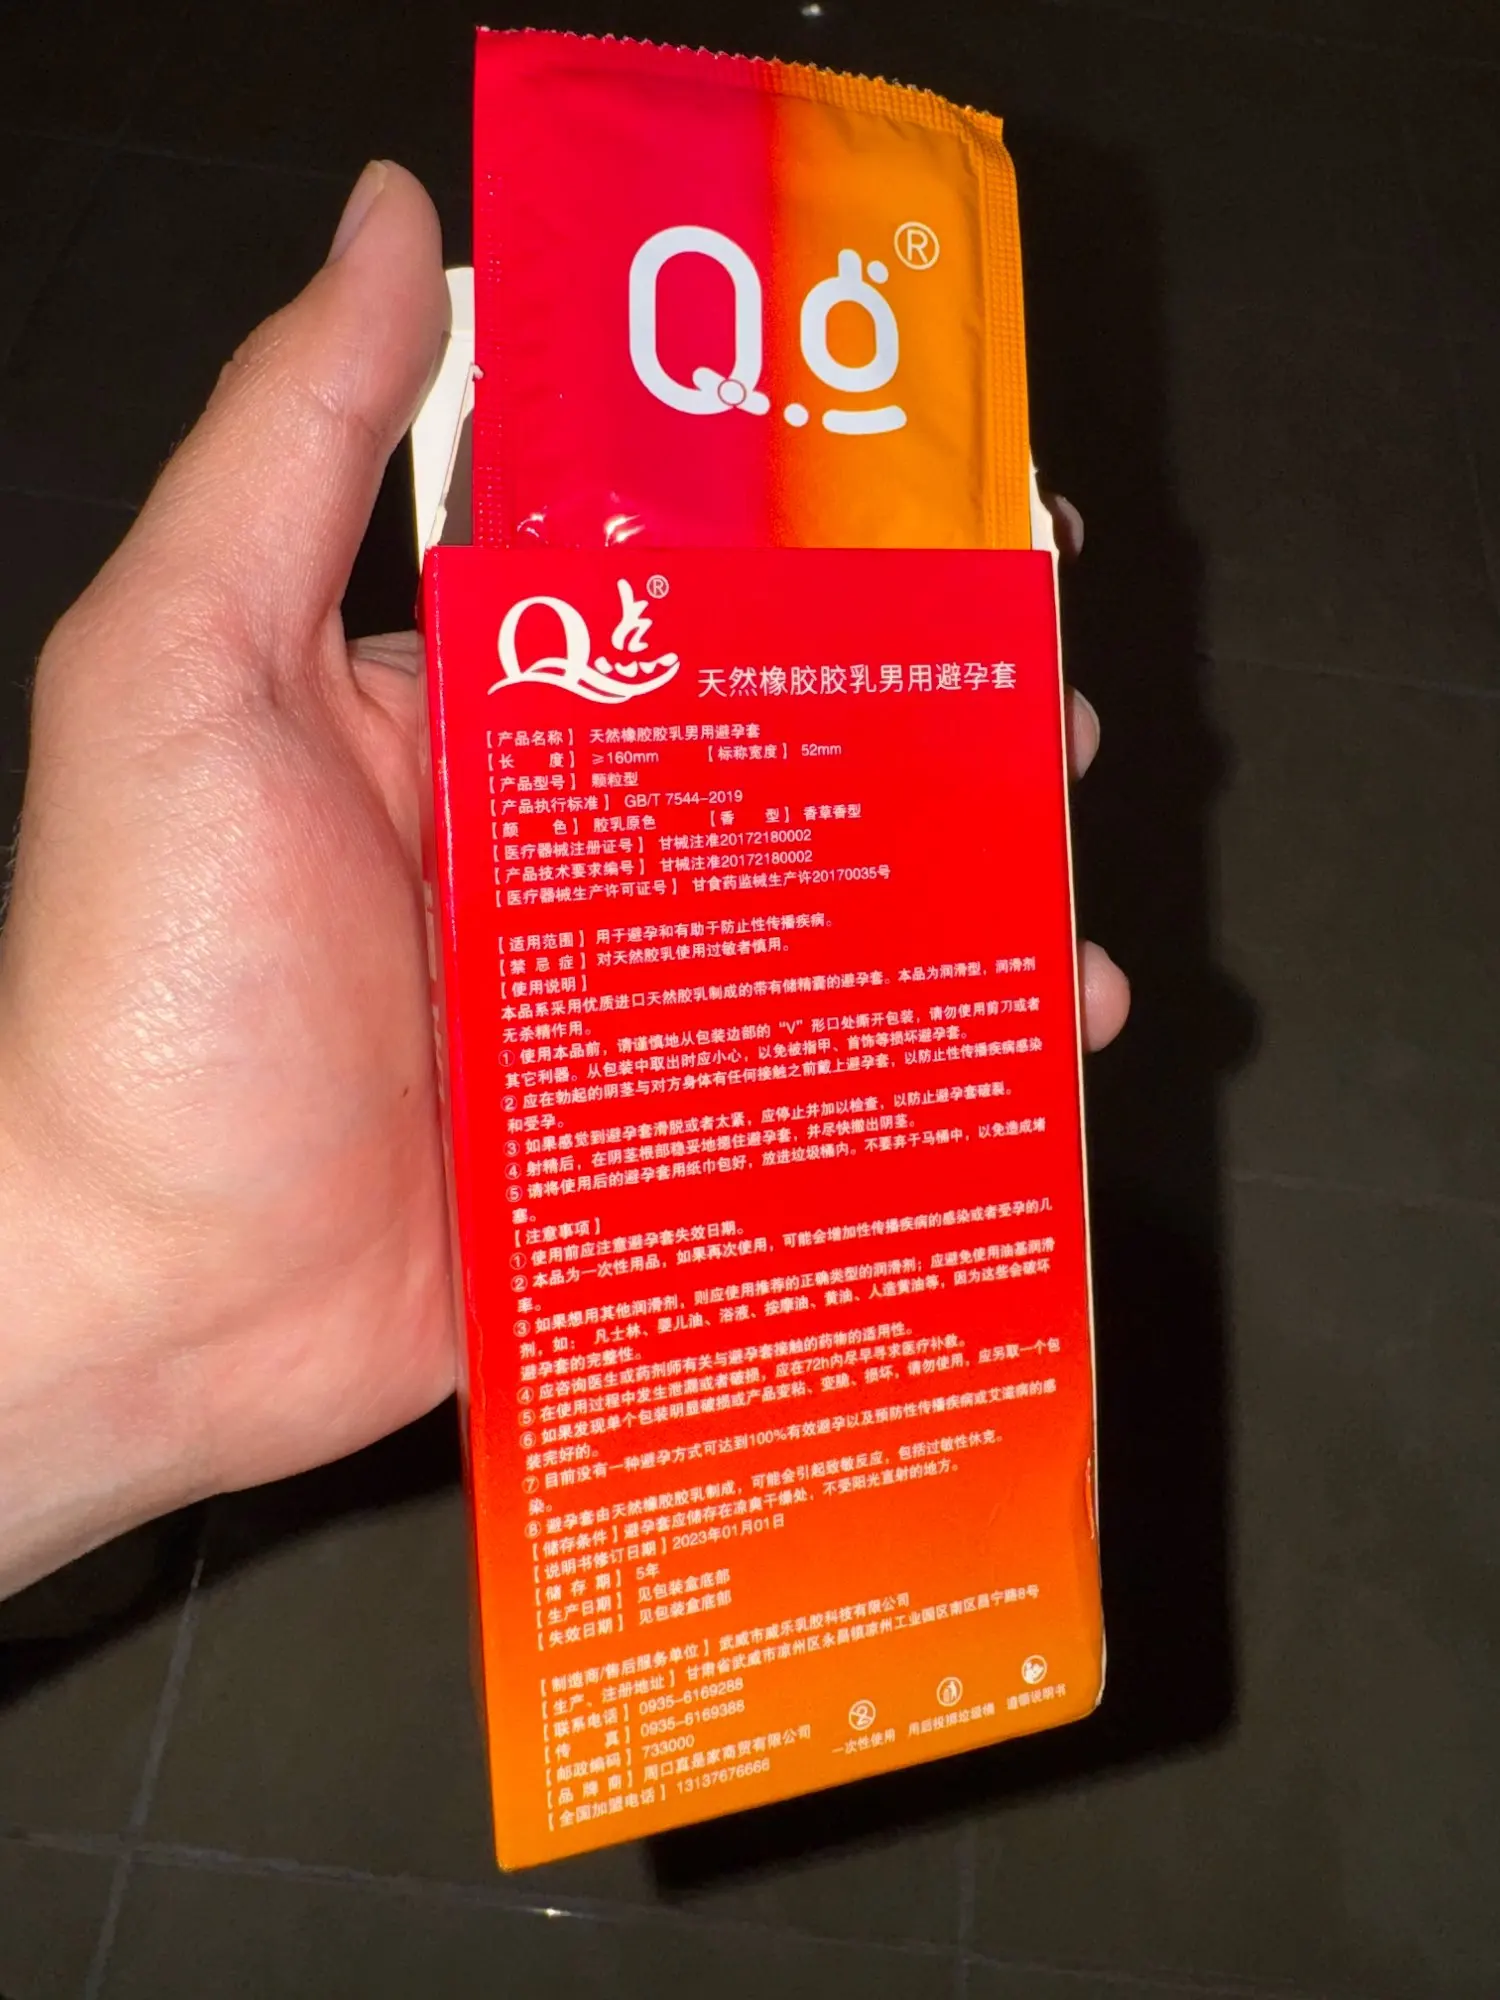 Q点®
Q点®
天然橡胶胶乳男用避孕套
【产品名称】 天然橡胶胶乳男用避孕套
【长 度】 ≥160mm 【标称宽度】 52mm
【产品型号】 颗粒型
【产品执行标准】 GB/T 7544-2019
【颜 色】 胶乳原色 【香 型】 香草香型
【医疗器械注册证号】 甘械注准20172180002
【产品技术要求编号】 甘械注准20172180002
【医疗器械生产许可证号】 甘食药监械生产许20170035号
【适用范围】 用于避孕和有助于防止性传播疾病。
【禁 忌 症】 对天然胶乳使用过敏者慎用。
【使用说明】
本品系采用优质进口天然胶乳制成的带有储精囊的避孕套。本品为润滑型，润滑剂
无杀精作用。
① 使用本品前，请谨慎地从包装边部的“V”形口处撕开包装，请勿使用剪刀或者
其它利器。从包装中取出时应小心，以免被指甲、首饰等损坏避孕套。
② 应在勃起的阴茎与对方身体有任何接触之前戴上避孕套，以防止性传播疾病感染
和受孕。
③ 如果感觉到避孕套滑脱或者太紧，应停止并加以检查，以防止避孕套破裂。
④ 射精后，在阴茎根部稳妥地摁住避孕套，并尽快撤出阴茎。
⑤ 请将使用后的避孕套用纸巾包好，放进垃圾桶内。不要弃于马桶中，以免造成堵
塞。
【注意事项】
① 使用前应注意避孕套失效日期。
② 本品为一次性用品，如果再次使用，可能会增加性传播疾病的感染或者受孕的几
率。
③ 如果想用其他润滑剂，则应使用推荐的正确类型的润滑剂；应避免使用油基润滑
剂，如： 凡士林、婴儿油、浴液、按摩油、黄油、人造黄油等，因为这些会破坏
避孕套的完整性。
④ 应咨询医生或药剂师有关与避孕套接触的药物的适用性。
⑤ 在使用过程中发生泄漏或者破损，应在72h内尽早寻求医疗补救。
⑥ 如果发现单个包装明显破损或产品变粘、变脆、损坏，请勿使用，应另取一个包
装完好的。
⑦ 目前没有一种避孕方式可达到100%有效避孕以及预防性传播疾病或艾滋病的感
染。
⑧ 避孕套由天然橡胶胶乳制成，可能会引起致敏反应，包括过敏性休克。
【储存条件】避孕套应储存在凉爽干燥处，不受阳光直射的地方。
【说明书修订日期】2023年01月01日
【储 存 期】 5年
【生产日期】 见包装盒底部
【失效日期】 见包装盒底部
【制造商/售后服务单位】 武威市威乐乳胶科技有限公司
【生产、注册地址】 甘肃省武威市凉州区永昌镇凉州工业园区南区昌宁路8号
【联系电话】 0935-6169288
【传 真】 0935-6169388
【邮政编码】 733000
【品 牌 商】 周口真是家商贸有限公司
【全国加盟电话】 13137676666
一次性使用 用后投掷垃圾桶 请锁说明书